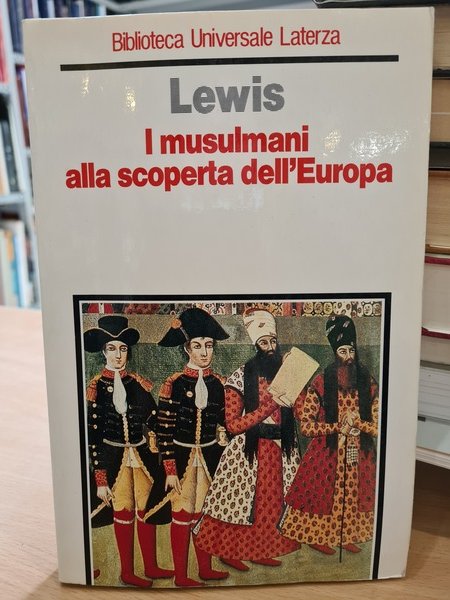 Biblioteca Universale Laterza
Lewis
I musulmani
alla scoperta dell'Europa